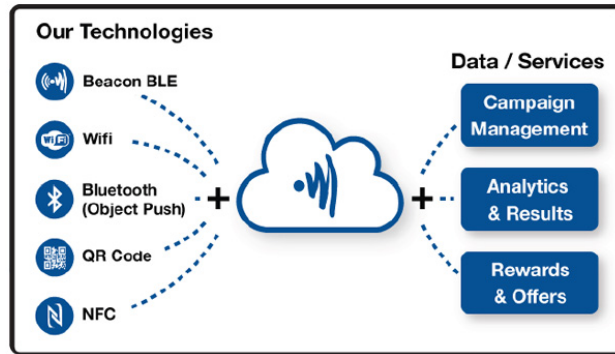 Our Technologies
Beacon BLE
WiFi
Wifi
Bluetooth
(Object Push)
QR Code
NFC
Data / Services
Campaign
Management
Analytics
& Results
Rewards
& Offers